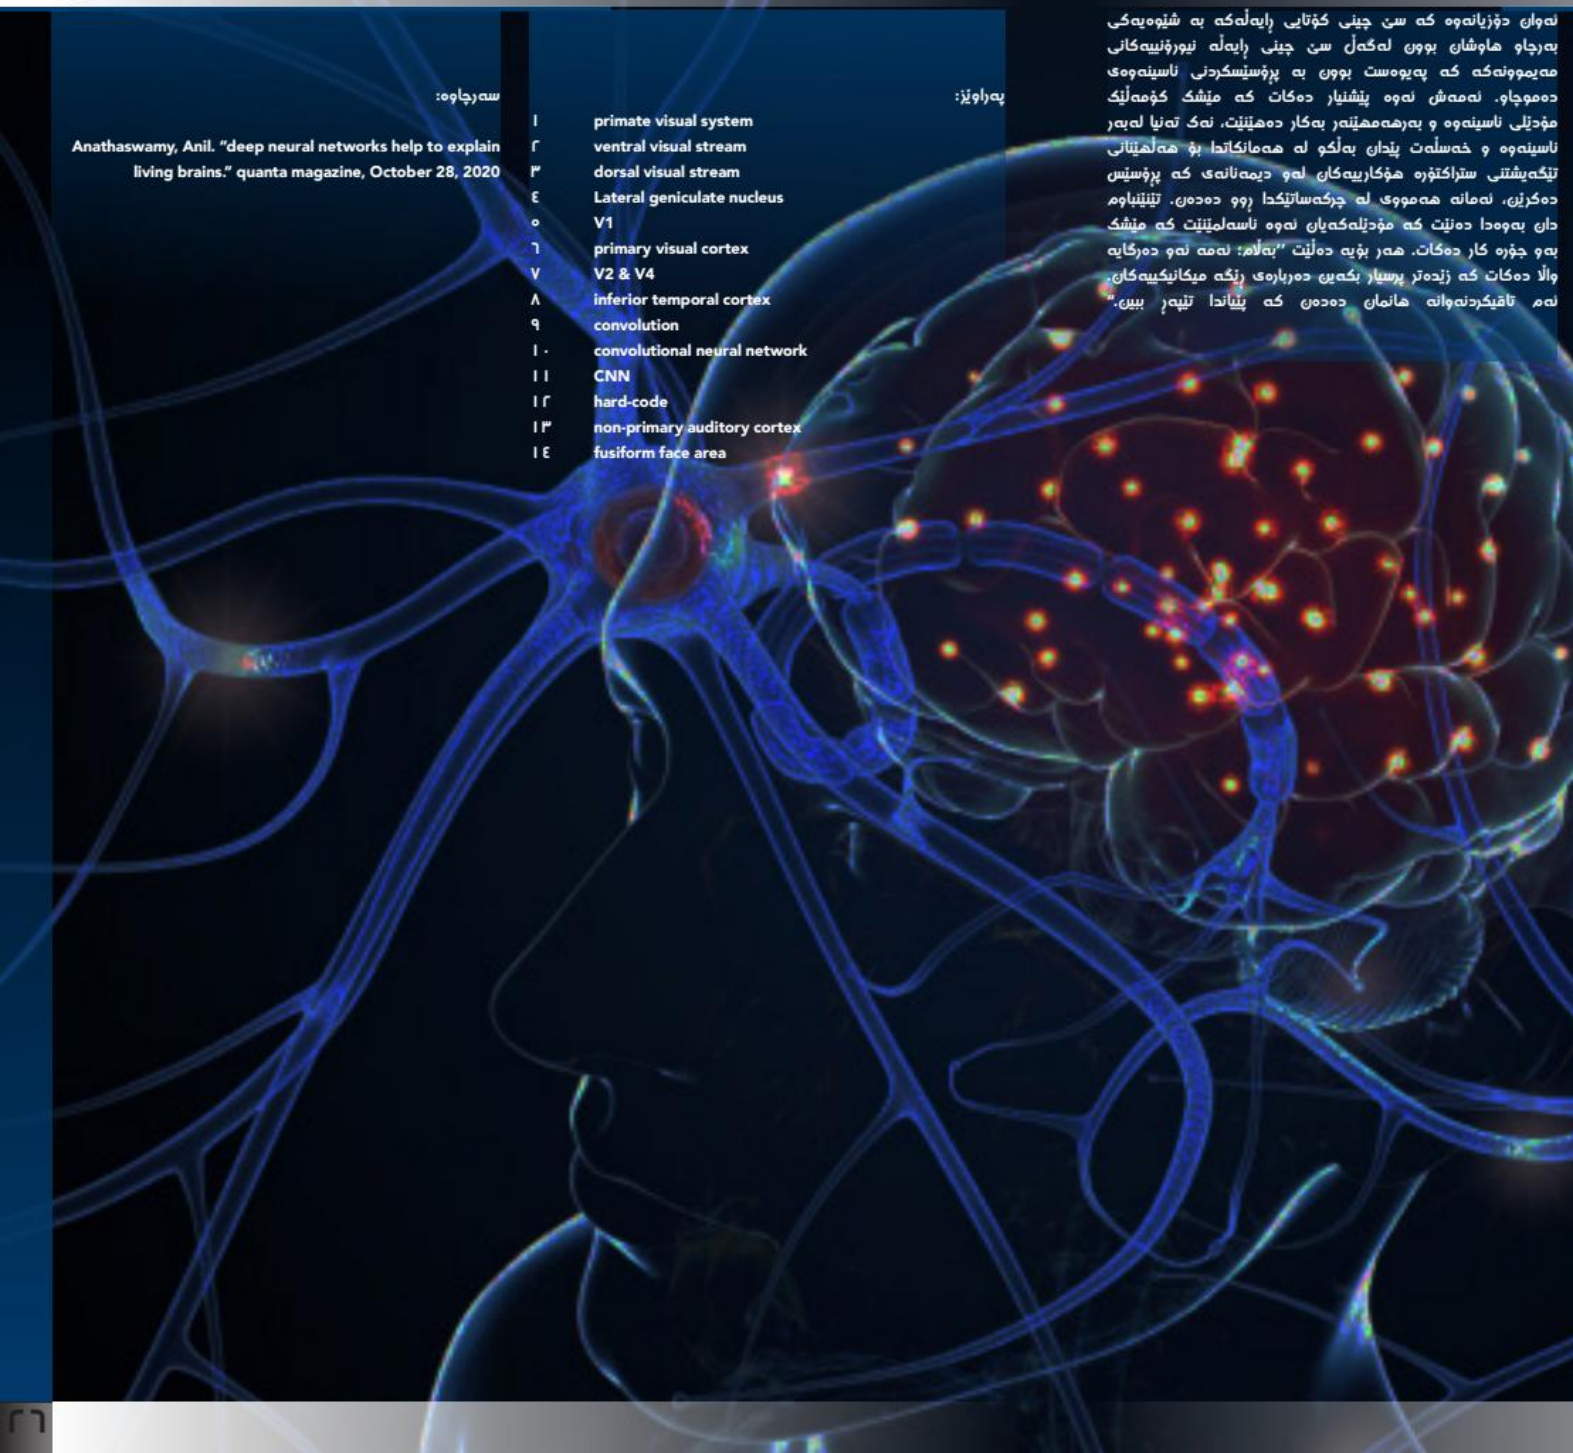 ئەوان دۆزیانەوە کە سێ چینی کۆتایی ڕایەڵەکە بە شێوەیەکی
بەرچاو هاوشان بوون لەگەڵ سێ چینی ڕایەڵە نیورۆنییەکانی
مەیموونەکە کە پەیوەست بوون بە پرۆسێسکردنی ناسینەوەی
دەموچاو. ئەمەش ئەوە پێشنیار دەکات کە مێشک کۆمەڵێک
مۆدێلی ناسینەوە و بەرهەمهێنەر بەکار دەهێنێت، نەک تەنیا لەبەر
ناسینەوە و خەسڵەت پێدان بەڵکو لە هەمانکاتدا بۆ هەڵهێنانی
تێگەیشتنی ستراکتۆرە هۆکارییەکان لەو دیمەنانەی کە پرۆسێس
دەکرێن، ئەمانە هەمووی لە چرکەساتێکدا ڕوو دەدەن. تێنێنباوم
دان بەوەدا دەنێت کە مۆدێلەکەیان ئەوە ناسەلمێنێت کە مێشک
بەو جۆرە کار دەکات. هەر بۆیە دەڵێت "بەڵام؛ ئەمە ئەو دەرگایە
واڵا دەکات کە زێدەتر پرسیار بکەین دەربارەی ڕێگە میکانیکییەکان.
ئەم تاقیکردنەوانە هانمان دەدەن کە پێیاندا تێپەڕ ببین."
پەراوێز:
١ primate visual system
٢ ventral visual stream
٣ dorsal visual stream
٤ Lateral geniculate nucleus
٥ V1
٦ primary visual cortex
٧ V2 & V4
٨ inferior temporal cortex
٩ convolution
١٠ convolutional neural network
١١ CNN
١٢ hard-code
١٣ non-primary auditory cortex
١٤ fusiform face area
سەرچاوە:
Anathaswamy, Anil. “deep neural networks help to explain
living brains.” quanta magazine, October 28, 2020
٢٦